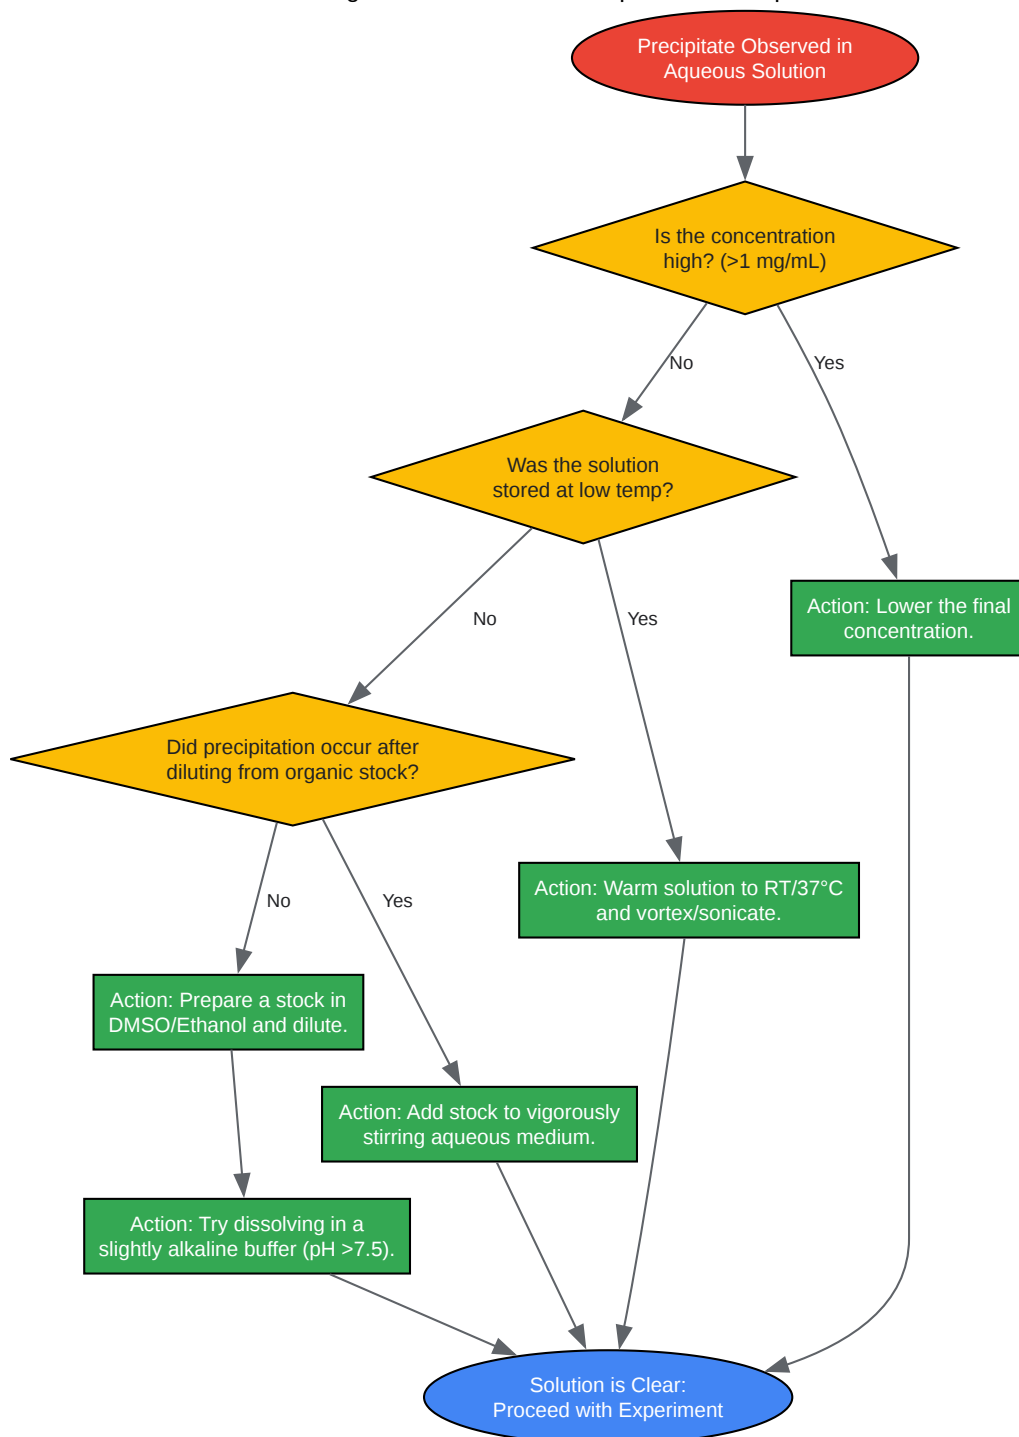 Precipitate Observed in
Aqueous Solution
Is the concentration
high? (>1 mg/mL)
No
Yes
Was the solution
stored at low temp?
No
Yes
Action: Lower the final
concentration.
Did precipitation occur after
diluting from organic stock?
No
Yes
Action: Warm solution to RT/37°C
and vortex/sonicate.
Action: Prepare a stock in
DMSO/Ethanol and dilute.
Action: Add stock to vigorously
stirring aqueous medium.
Action: Try dissolving in a
slightly alkaline buffer (pH >7.5).
Solution is Clear:
Proceed with Experiment